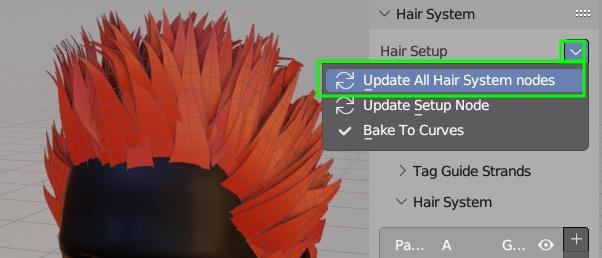 Hair System
Hair Setup
Update All Hair System nodes
Update Setup Node
Bake To Curves
Tag Guide Strands
Hair System
Pa... A G...